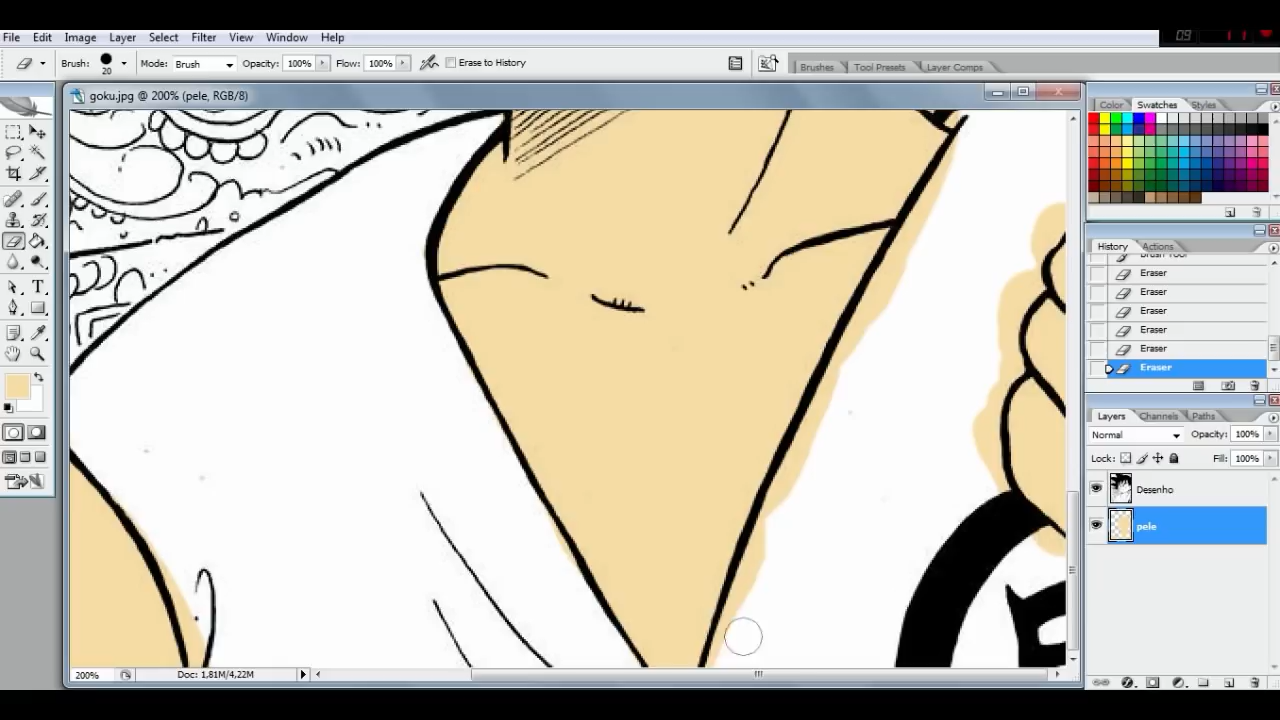 09 11
File Edit Image Layer Select Filter View Window Help
Brush: 20 Mode: Brush Opacity: 100% Flow: 100% Erase to History Brushes Tool Presets Layer Comps
goku.jpg @ 200% (pele, RGB/8)
Color Swatches Styles
History Actions
Brush Tool
Eraser
Eraser
Eraser
Eraser
Eraser
Eraser
Layers Channels Paths
Normal Opacity: 100%
Lock: Fill: 100%
Desenho
pele
200% Doc: 1,81M/4,22M